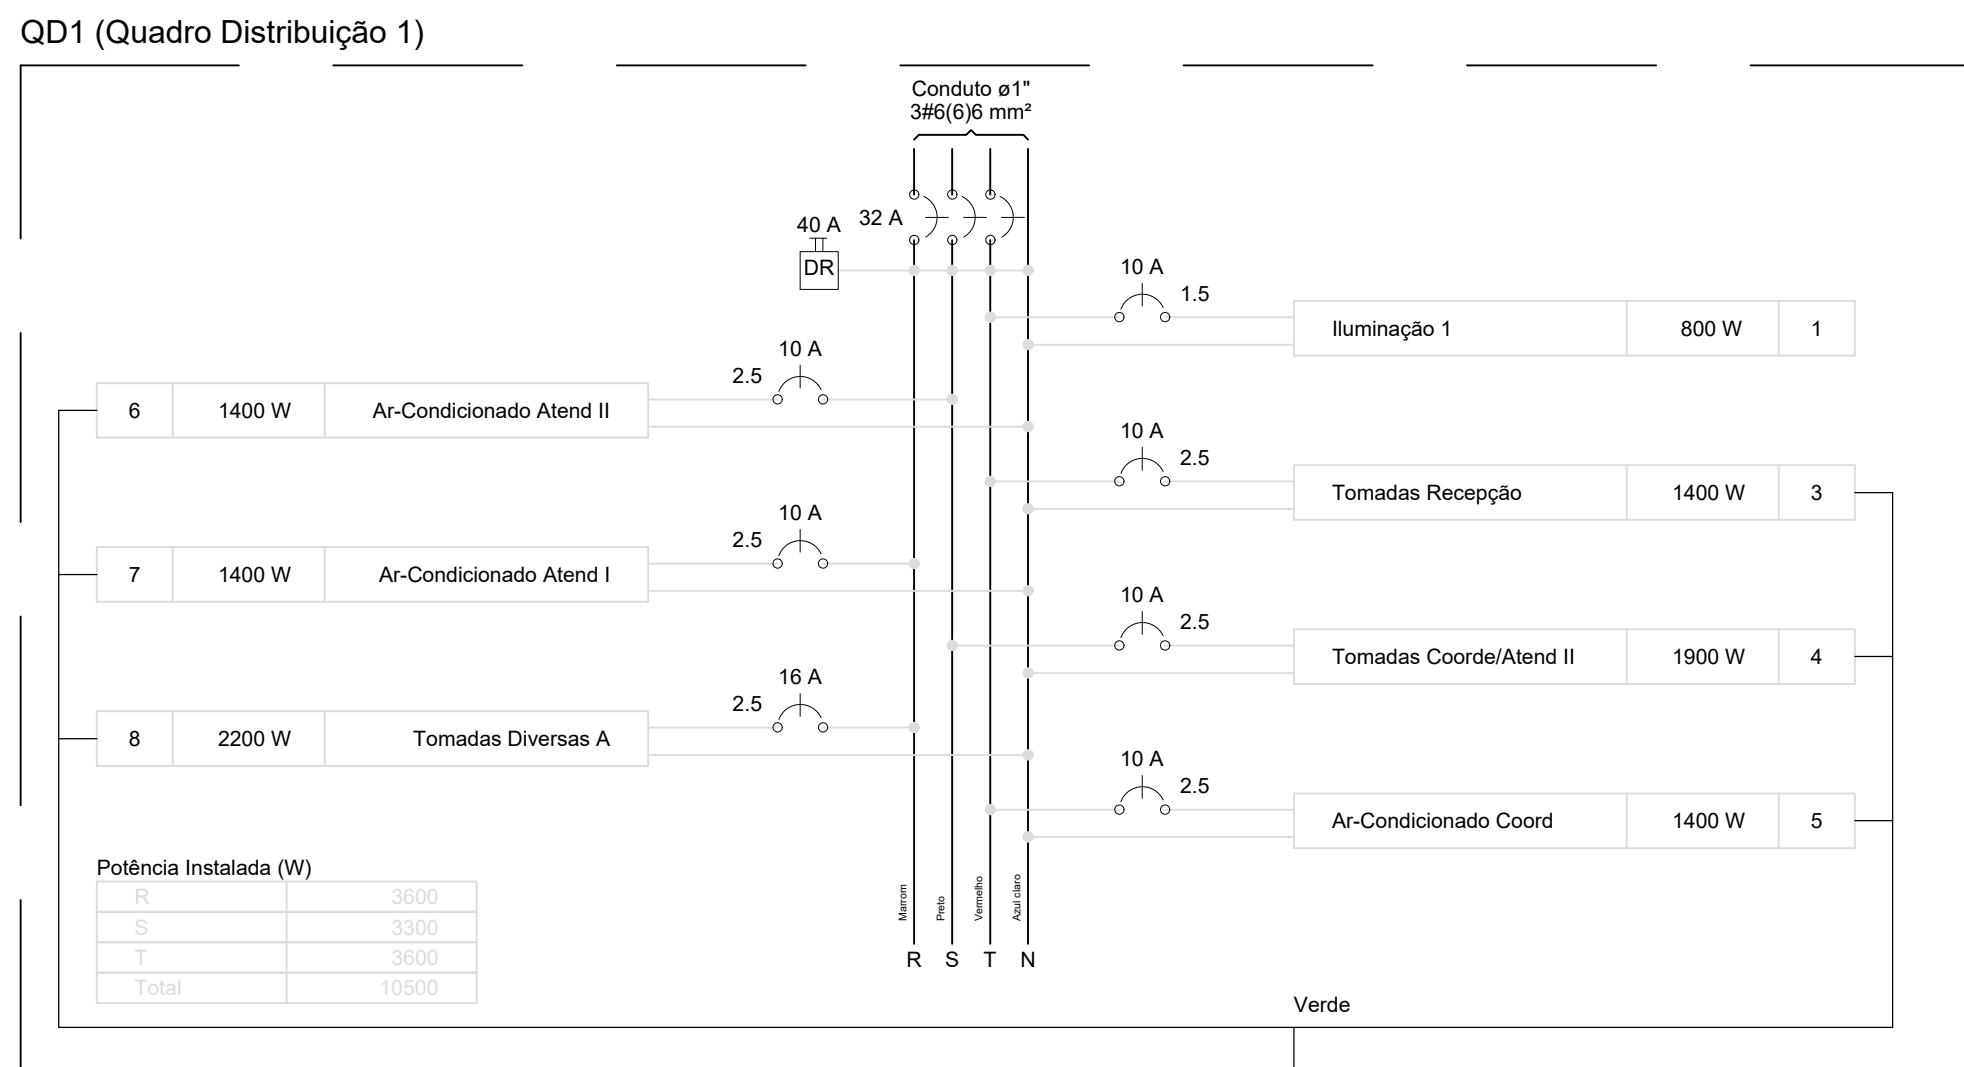 QD1 (Quadro Distribuição 1)
Conduto ø1"
3#6(6)6 mm²
40 A
32 A
DR
10 A
1.5
Iluminação 1 800 W 1
10 A
2.5
6 1400 W Ar-Condicionado Atend II
10 A
2.5
Tomadas Recepção 1400 W 3
10 A
2.5
7 1400 W Ar-Condicionado Atend I
10 A
2.5
Tomadas Coorde/Atend II 1900 W 4
16 A
2.5
8 2200 W Tomadas Diversas A
10 A
2.5
Ar-Condicionado Coord 1400 W 5
Potência Instalada (W)
R 3600
S 3300
T 3600
Total 10500
Marrom
Preto
Vermelho
Azul claro
R S T N
Verde